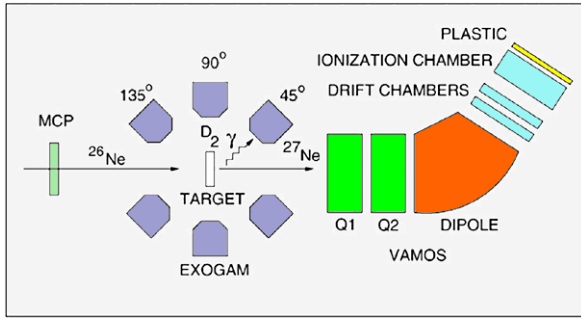 PLASTIC
IONIZATION CHAMBER
DRIFT CHAMBERS
90°
135°
45°
MCP
D₂
γ
²⁶Ne
²⁷Ne
TARGET
EXOGAM
Q1
Q2
DIPOLE
VAMOS